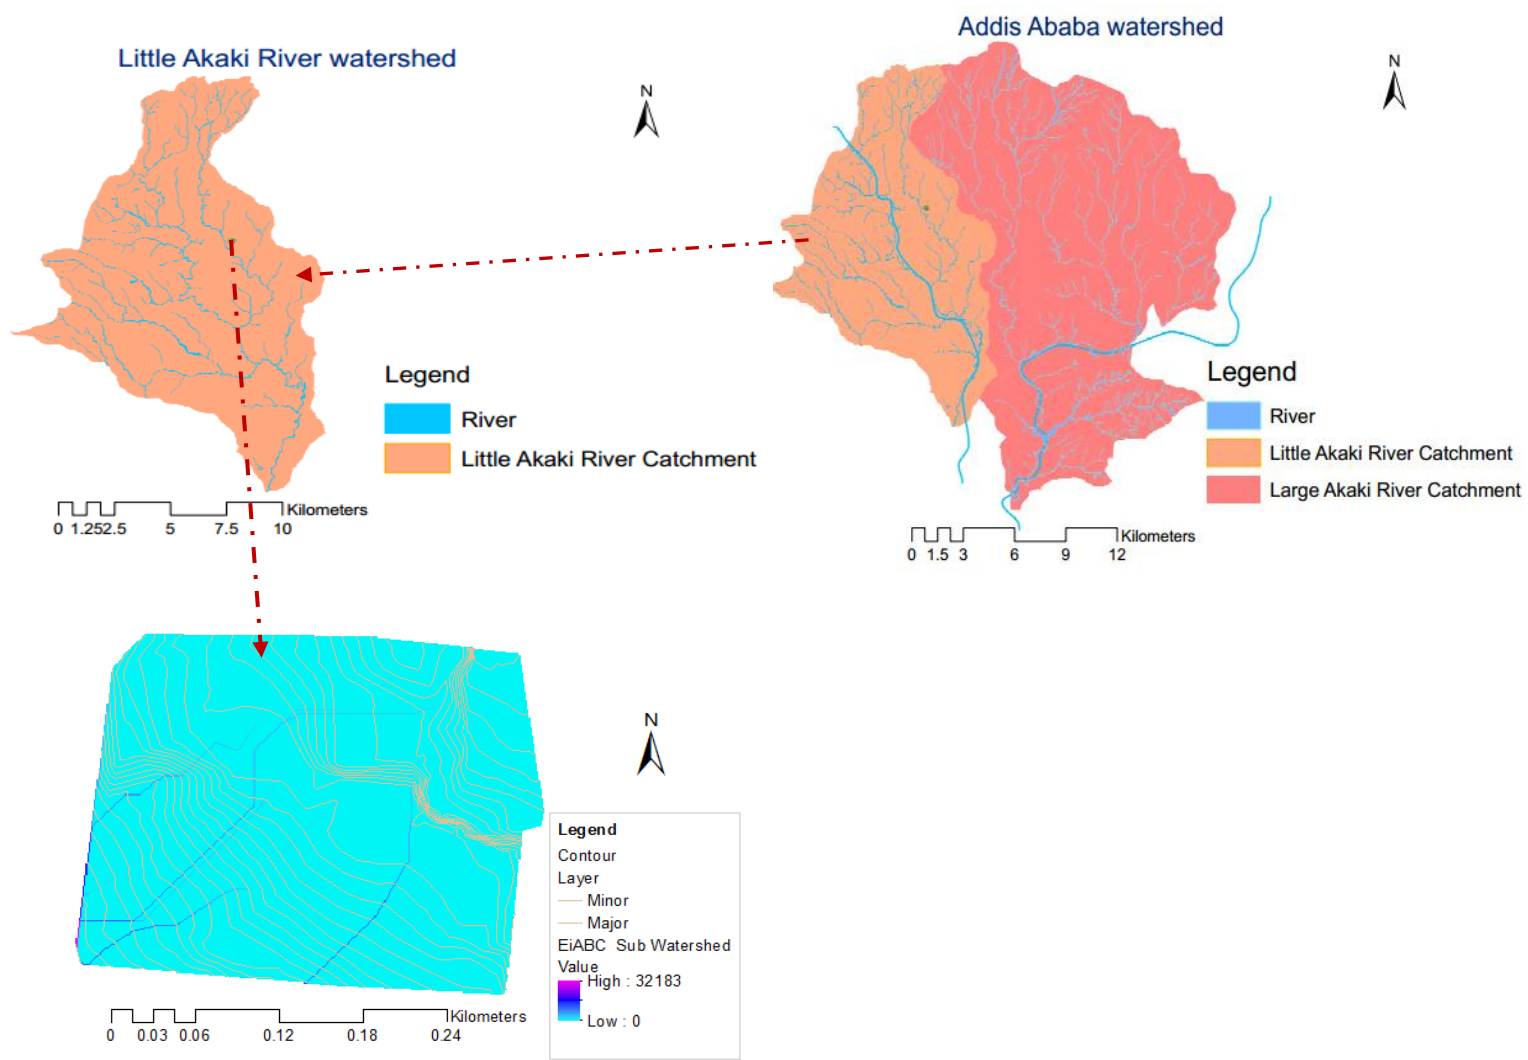 Little Akaki River watershed
N
Legend
River
Little Akaki River Catchment
Kilometers
0 1.252.5 5 7.5 10
Addis Ababa watershed
N
Legend
River
Little Akaki River Catchment
Large Akaki River Catchment
Kilometers
0 1.5 3 6 9 12
N
Legend
Contour
Layer
Minor
Major
EiABC Sub Watershed
Value
High : 32183
Low : 0
Kilometers
0 0.03 0.06 0.12 0.18 0.24